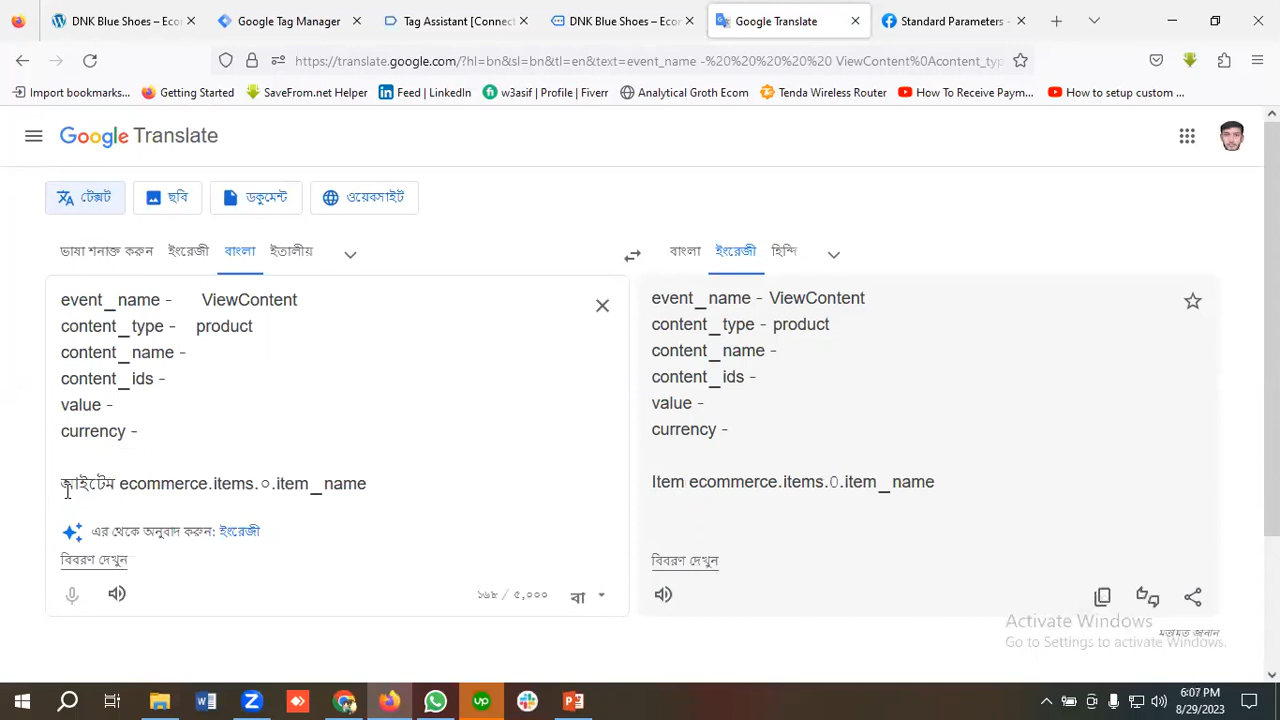 DNK Blue Shoes – Econ
Google Tag Manager
Tag Assistant [Connect
DNK Blue Shoes – Econ
Google Translate
Standard Parameters -
https://translate.google.com/?hl=bn&sl=bn&tl=en&text=event_name -%20%20%20%20%20 ViewContent %0Acontent_typ
Import bookmarks...
Getting Started
SaveFrom.net Helper
Feed | LinkedIn
w3asif | Profile | Fiverr
Analytical Groth Ecom
Tenda Wireless Router
How To Receive Paym...
How to setup custom ...
Google Translate
টেক্সট
ছবি
ডকুমেন্ট
ওয়েবসাইট
ভাষা শনাক্ত করুন
ইংরেজী
বাংলা
ইতালীয়
বাংলা
ইংরেজী
হিন্দি
event_name - ViewContent
content_type - product
content_name -
content_ids -
value -
currency -
আইটেম ecommerce.items.০.item_name
এর থেকে অনুবাদ করুন: ইংরেজী
বিবরণ দেখুন
১৬৮ / ৫,০০০
বা
event_name - ViewContent
content_type - product
content_name -
content_ids -
value -
currency -
Item ecommerce.items.0.item_name
বিবরণ দেখুন
Activate Windows
Go to Settings to activate Windows.
মতামত জানান
6:07 PM
8/29/2023